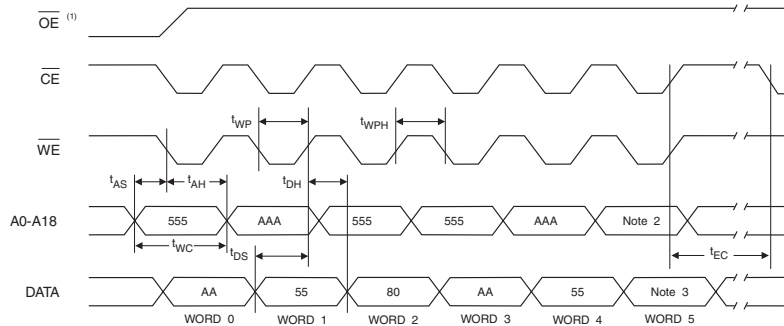 OE (1)
CE
tWP
tWPH
WE
tAS
tAH
tDH
A0-A18
555
AAA
555
555
AAA
Note 2
tWC
tDS
tEC
DATA
AA
55
80
AA
55
Note 3
WORD 0
WORD 1
WORD 2
WORD 3
WORD 4
WORD 5